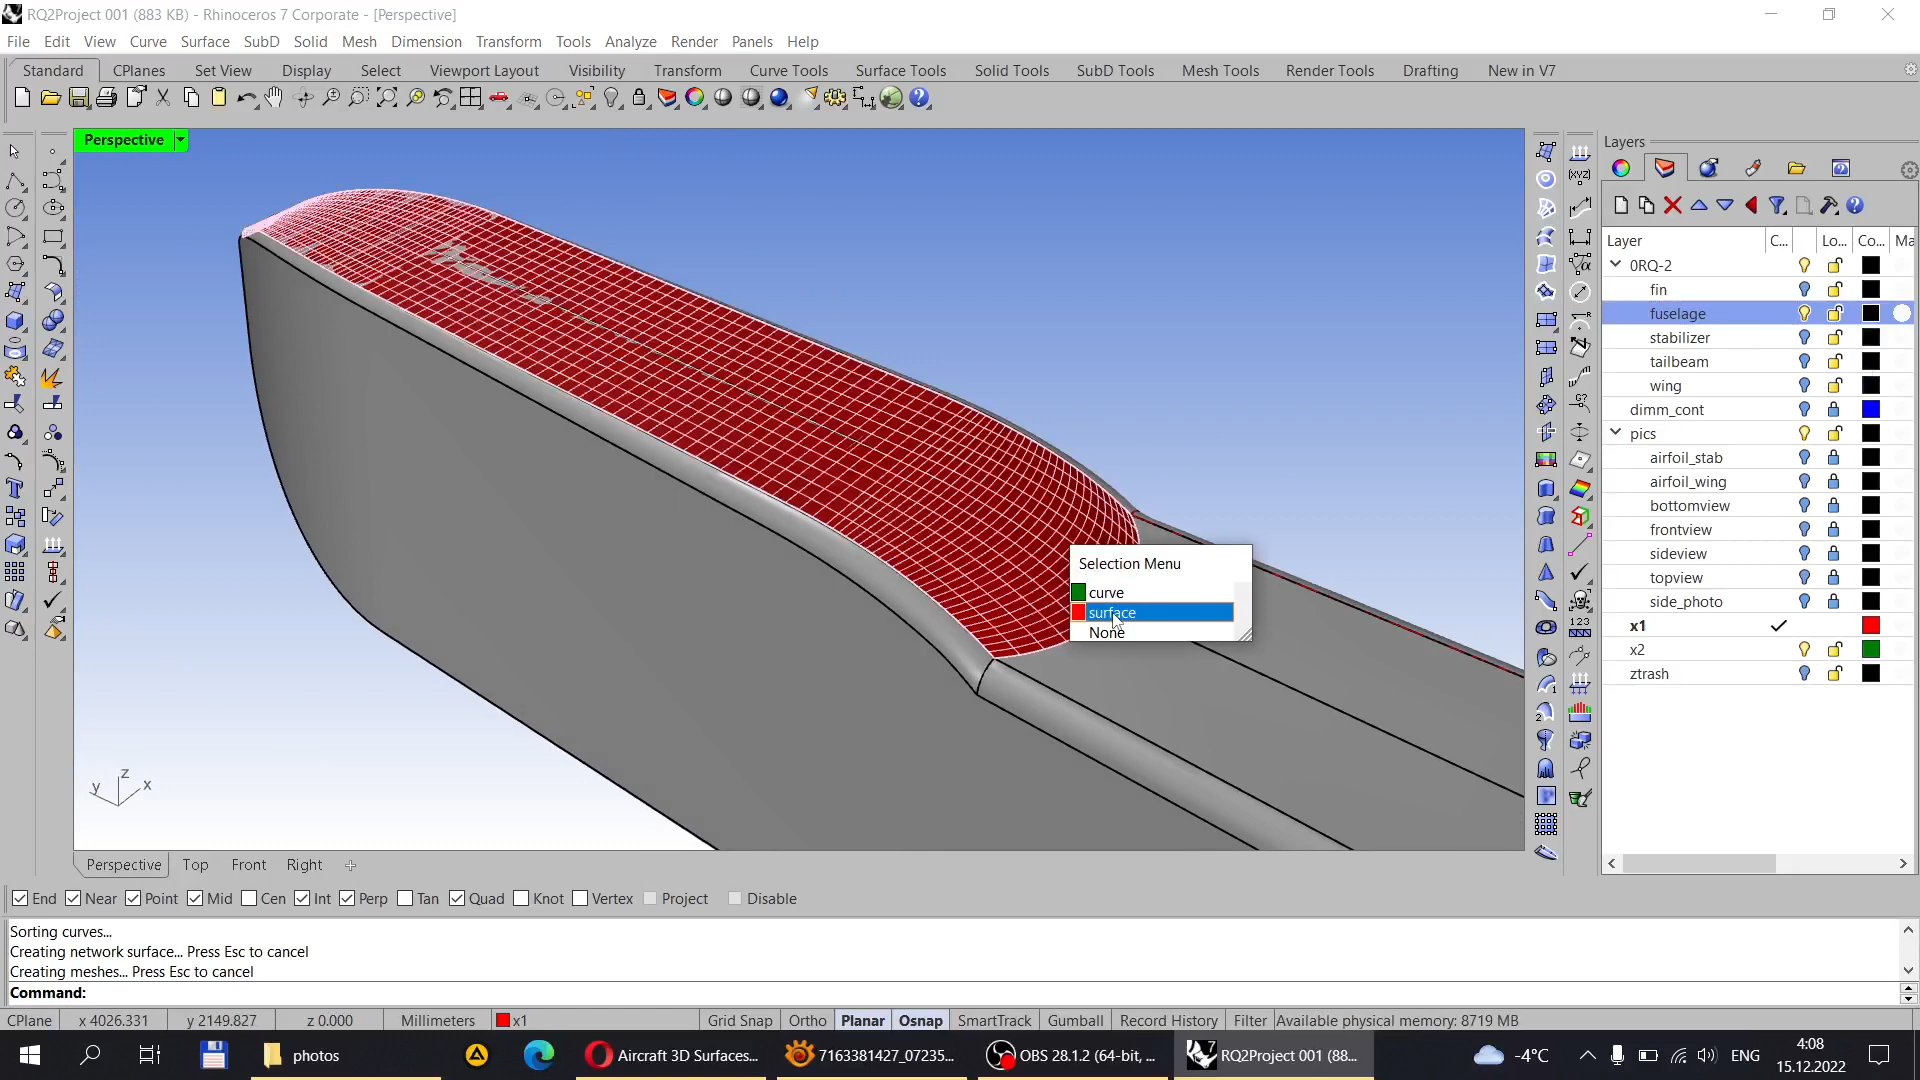 RQ2Project 001 (883 KB) - Rhinoceros 7 Corporate - [Perspective]
File Edit View Curve Surface SubD Solid Mesh Dimension Transform Tools Analyze Render Panels Help
Standard CPlanes Set View Display Select Viewport Layout Visibility Transform Curve Tools Surface Tools Solid Tools SubD Tools Mesh Tools Render Tools Drafting New in V7
Perspective
Layers
Layer C... Lo... Co... Ma
0RQ-2
fin
fuselage
stabilizer
tailbeam
wing
dimm_cont
pics
airfoil_stab
airfoil_wing
bottomview
frontview
sideview
topview
side_photo
x1
x2
ztrash
Selection Menu
curve
surface
None
z
y x
Perspective Top Front Right
End Near Point Mid Cen Int Perp Tan Quad Knot Vertex Project Disable
Sorting curves...
Creating network surface... Press Esc to cancel
Creating meshes... Press Esc to cancel
Command:
CPlane x 4026.331 y 2149.827 z 0.000 Millimeters x1 Grid Snap Ortho Planar Osnap SmartTrack Gumball Record History Filter Available physical memory: 8719 MB
photos Aircraft 3D Surfaces... 7163381427_07235... OBS 28.1.2 (64-bit, ... RQ2Project 001 (88... -4°C ENG 4:08
15.12.2022